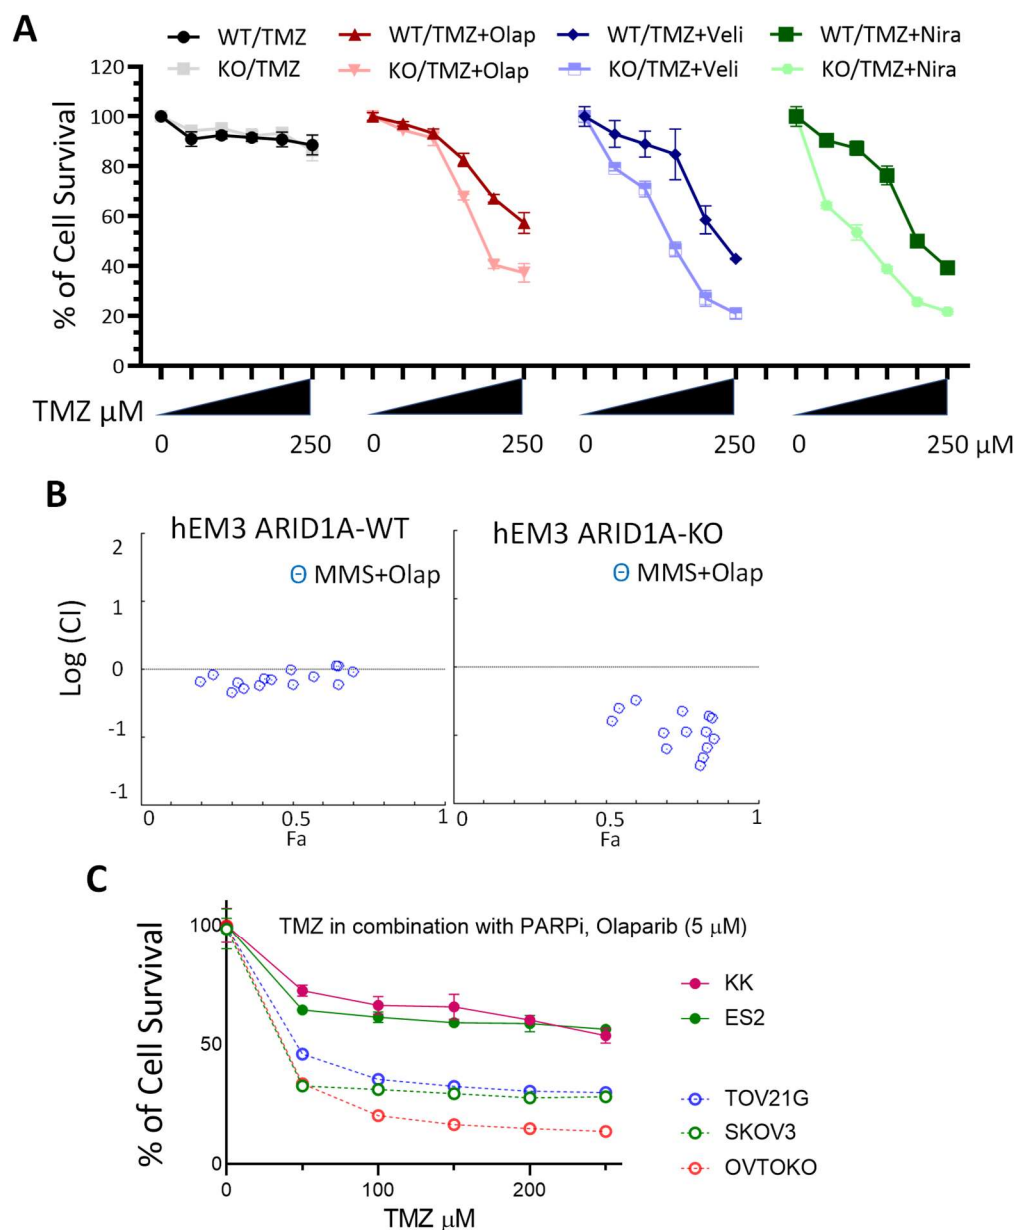 A
WT/TMZ WT/TMZ+Olap WT/TMZ+Veli WT/TMZ+Nira
KO/TMZ KO/TMZ+Olap KO/TMZ+Veli KO/TMZ+Nira
% of Cell Survival
120
100
80
60
40
20
0
TMZ μM
0 250 0 250 0 250 0 250 μM
B
hEM3 ARID1A-WT hEM3 ARID1A-KO
MMS+Olap MMS+Olap
Log (CI)
2
1
0
-1
-1
0 0.5 1 0 0.5 1
Fa Fa
C
TMZ in combination with PARPi, Olaparib (5 μM)
% of Cell Survival
100
50
0
0 100 200
TMZ μM
KK
ES2
TOV21G
SKOV3
OVTOKO